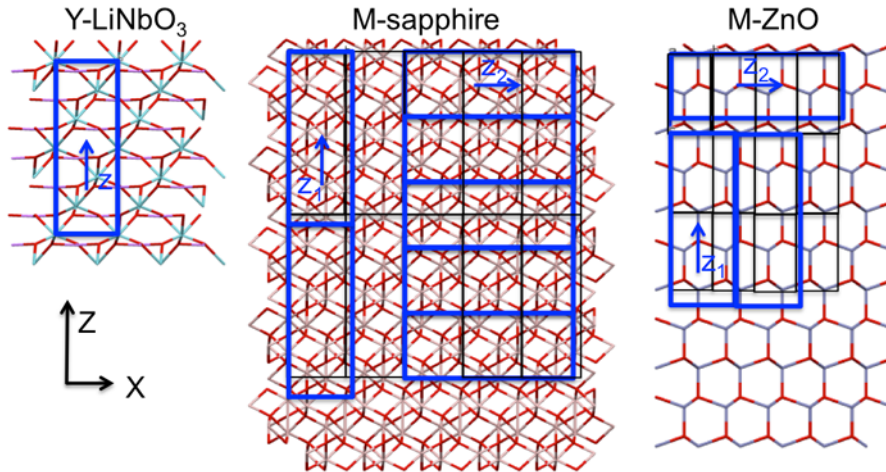 Y-LiNbO₃
M-sapphire
M-ZnO
z
z₁
z₂
z₂
z₁
Z
X